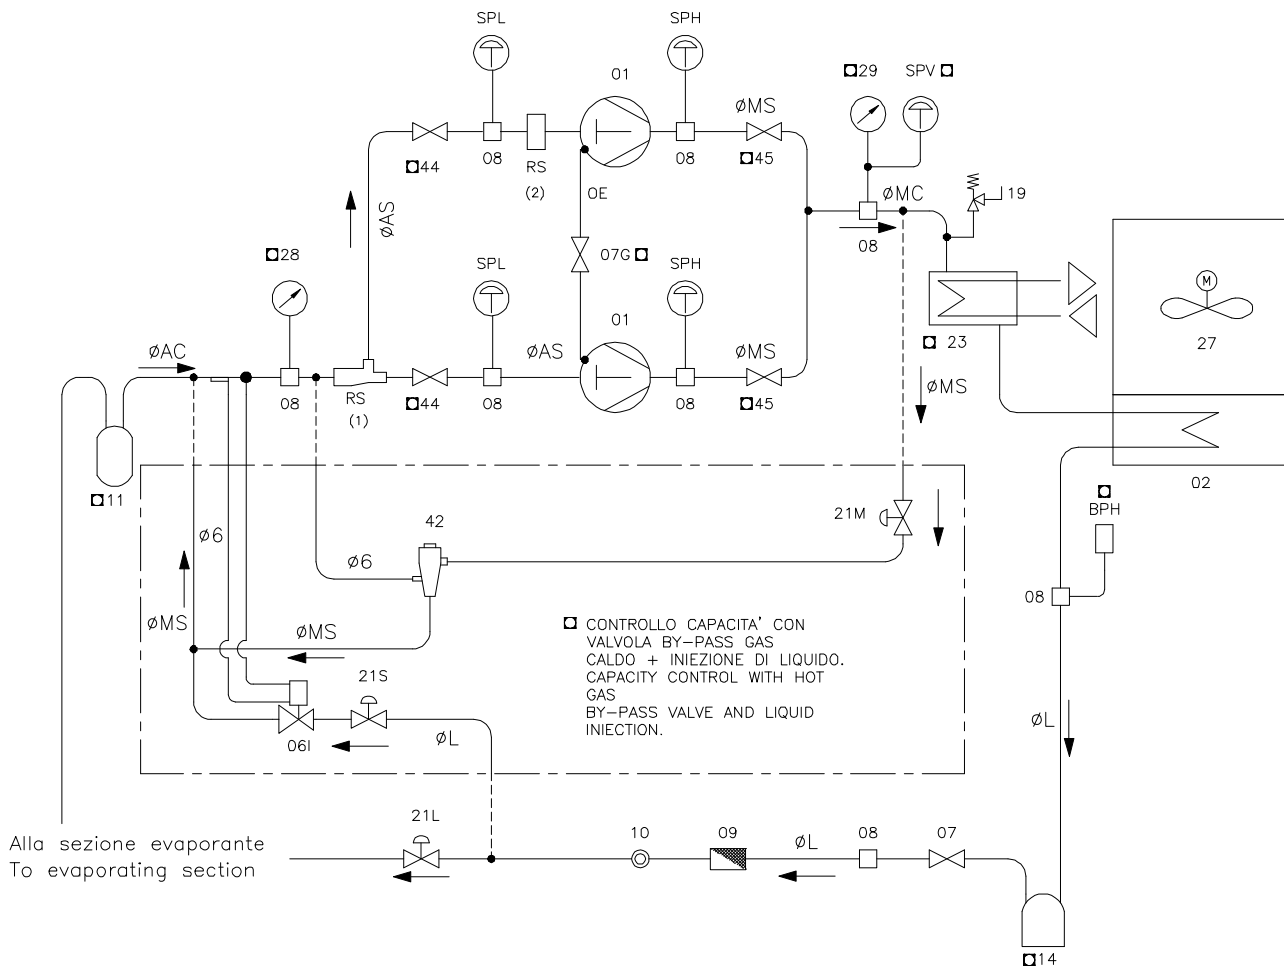 SPL
SPH
01
29
SPV
ØMS
44
08
RS
(2)
08
45
OE
ØMC
19
ØAS
08
28
07G
SPL
SPH
M
01
27
23
ØAC
ØAS
ØMS
ØMS
08
RS
(1)
44
08
08
45
11
02
BPH
21M
42
Ø6
Ø6
08
ØMS
ØMS
CONTROLLO CAPACITA' CON
VALVOLA BY-PASS GAS
CALDO + INIEZIONE DI LIQUIDO.
CAPACITY CONTROL WITH HOT
GAS
BY-PASS VALVE AND LIQUID
INJECTION.
21S
06I
ØL
ØL
21L
10
09
ØL
08
07
Alla sezione evaporante
To evaporating section
14